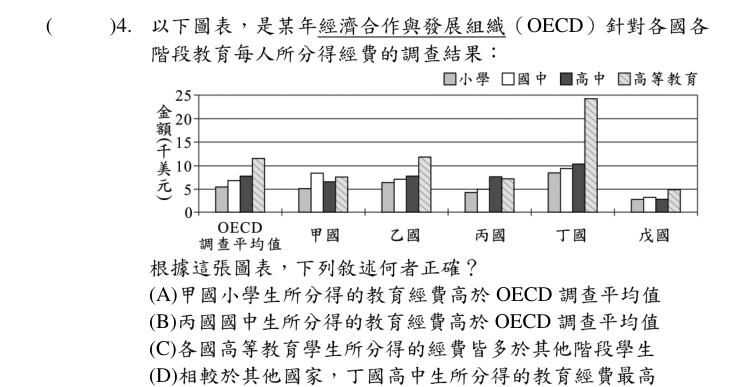 (　　)4. 以下圖表，是某年經濟合作與發展組織（OECD）針對各國各
階段教育每人所分得經費的調查結果：
小學 國中 高中 高等教育
金額(千美元)
25
20
15
10
5
0
OECD
調查平均值
甲國 乙國 丙國 丁國 戊國
根據這張圖表，下列敘述何者正確？
(A)甲國小學生所分得的教育經費高於 OECD 調查平均值
(B)丙國國中生所分得的教育經費高於 OECD 調查平均值
(C)各國高等教育學生所分得的經費皆多於其他階段學生
(D)相較於其他國家，丁國高中生所分得的教育經費最高